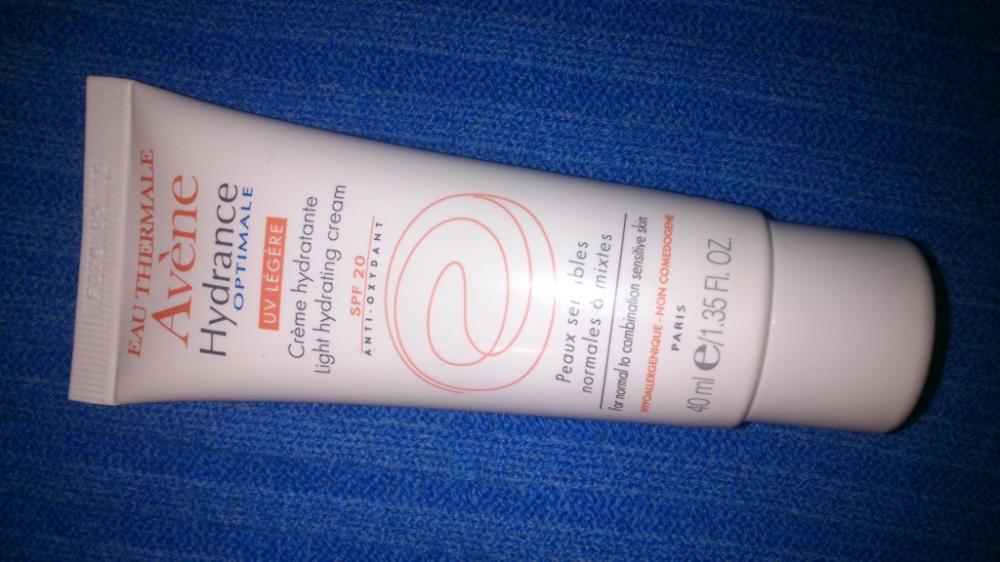 EAU THERMALE
Avène
Hydrance
OPTIMALE
UV LÉGÈRE
Crème hydratante
Light hydrating cream
SPF 20
ANTI-OXYDANT
Peaux sensibles
normales à mixtes
For normal to combination sensitive skin
HYPOALLERGENIQUE - NON COMEDOGENE
PARIS
40 ml e/1.35 FL. OZ.